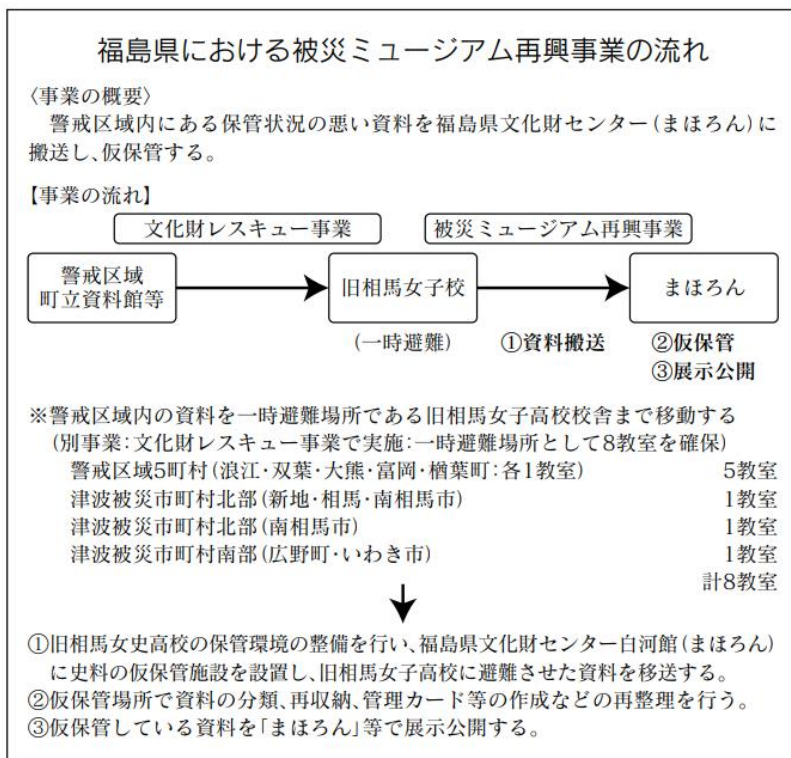 福島県における被災ミュージアム再興事業の流れ
〈事業の概要〉
警戒区域内にある保管状況の悪い資料を福島県文化財センター(まほろん)に
搬送し、仮保管する。
【事業の流れ】
文化財レスキュー事業
被災ミュージアム再興事業
警戒区域
町立資料館等
旧相馬女子校
まほろん
(一時避難)
①資料搬送
②仮保管
③展示公開
※警戒区域内の資料を一時避難場所である旧相馬女子高校校舎まで移動する
(別事業:文化財レスキュー事業で実施:一時避難場所として8教室を確保)
警戒区域5町村(浪江・双葉・大熊・富岡・楢葉町:各1教室) 5教室
津波被災市町村北部(新地・相馬・南相馬市) 1教室
津波被災市町村北部(南相馬市) 1教室
津波被災市町村南部(広野町・いわき市) 1教室
計8教室
①旧相馬女史高校の保管環境の整備を行い、福島県文化財センター白河館(まほろん)
に史料の仮保管施設を設置し、旧相馬女子高校に避難させた資料を移送する。
②仮保管場所で資料の分類、再収納、管理カード等の作成などの再整理を行う。
③仮保管している資料を「まほろん」等で展示公開する。